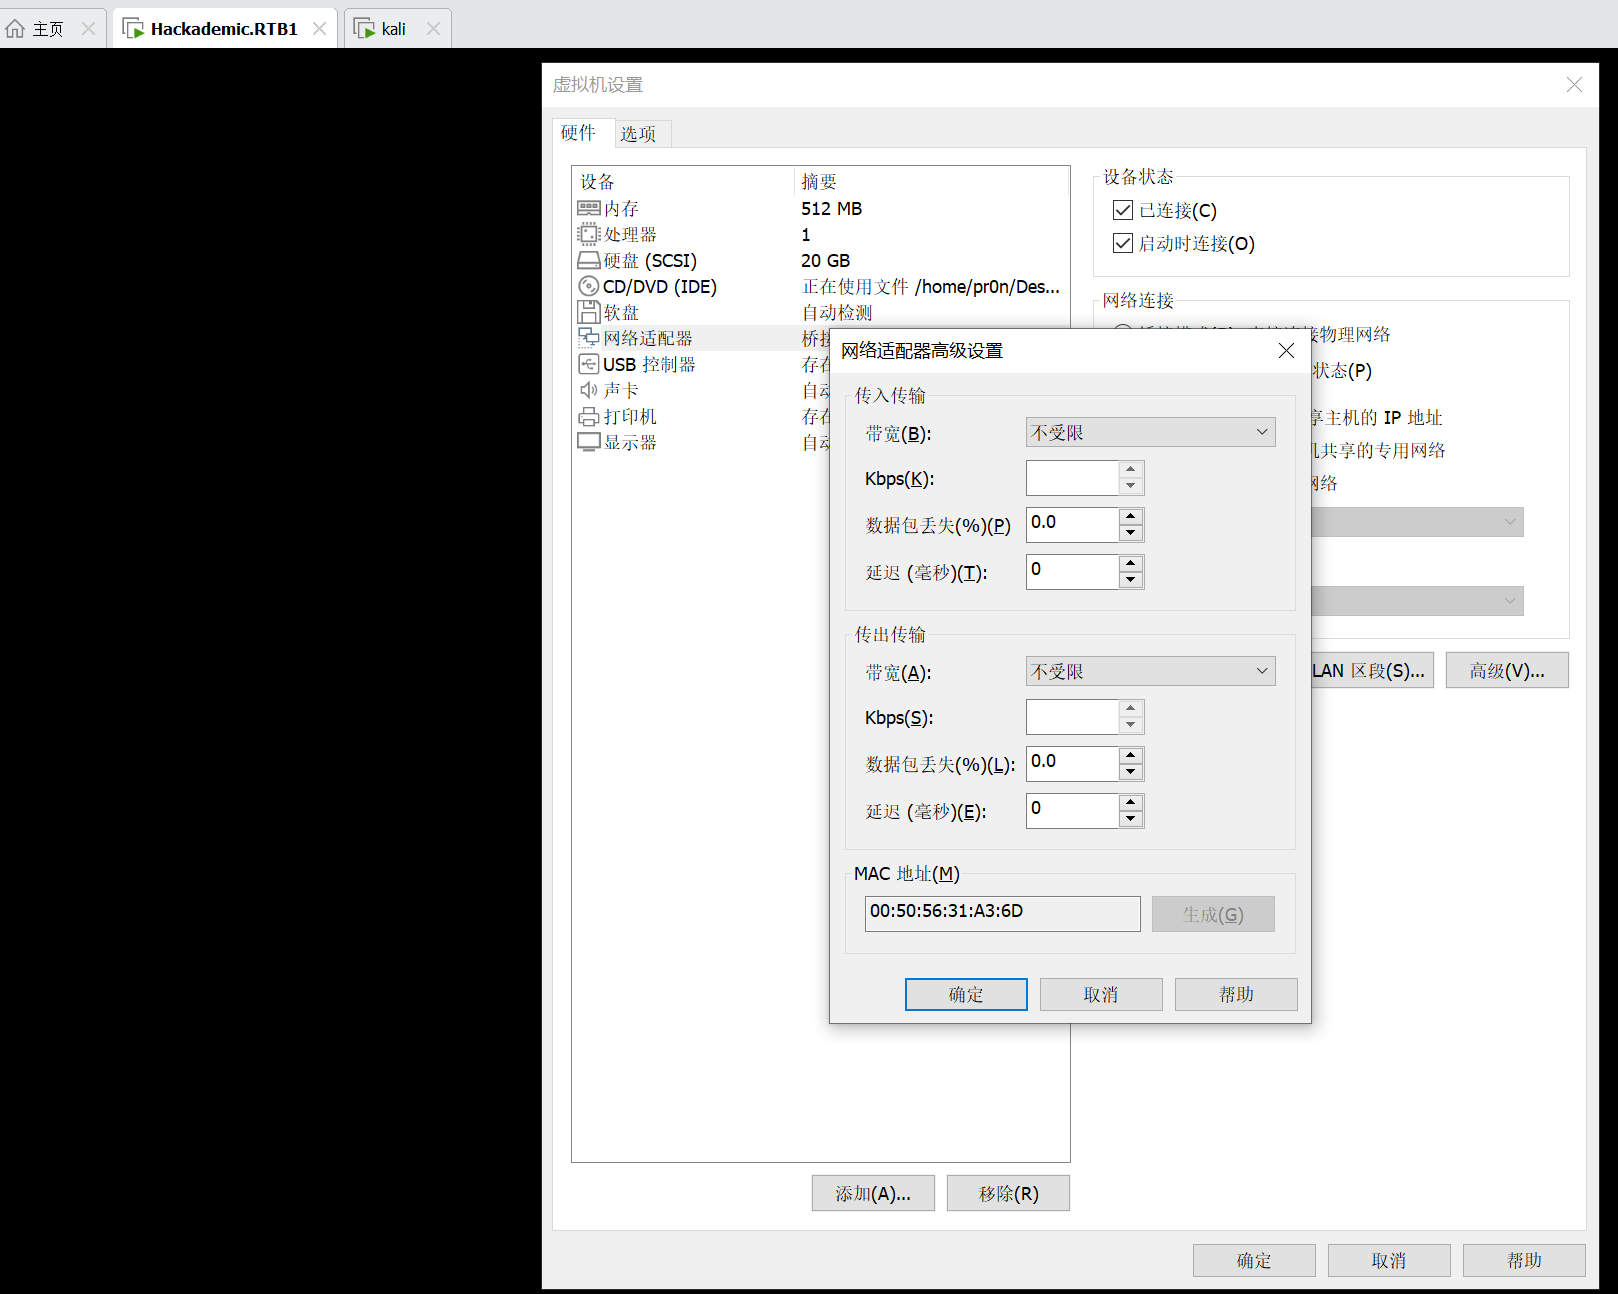 主页
Hackademic.RTB1
kali
虚拟机设置
硬件
选项
设备 摘要
内存 512 MB
处理器 1
硬盘 (SCSI) 20 GB
CD/DVD (IDE) 正在使用文件 /home/pr0n/Des...
软盘 自动检测
网络适配器 桥接
USB 控制器 存在
声卡 自动
打印机 存在
显示器 自动
添加(A)...
移除(R)
设备状态
已连接(C)
启动时连接(O)
网络连接
物理网络
状态(P)
享主机的 IP 地址
机共享的专用网络
网络
LAN 区段(S)...
高级(V)...
网络适配器高级设置
传入传输
带宽(B): 不受限
Kbps(K):
数据包丢失(%)(P) 0.0
延迟 (毫秒)(T): 0
传出传输
带宽(A): 不受限
Kbps(S):
数据包丢失(%)(L): 0.0
延迟 (毫秒)(E): 0
MAC 地址(M)
00:50:56:31:A3:6D
生成(G)
确定
取消
帮助
确定
取消
帮助